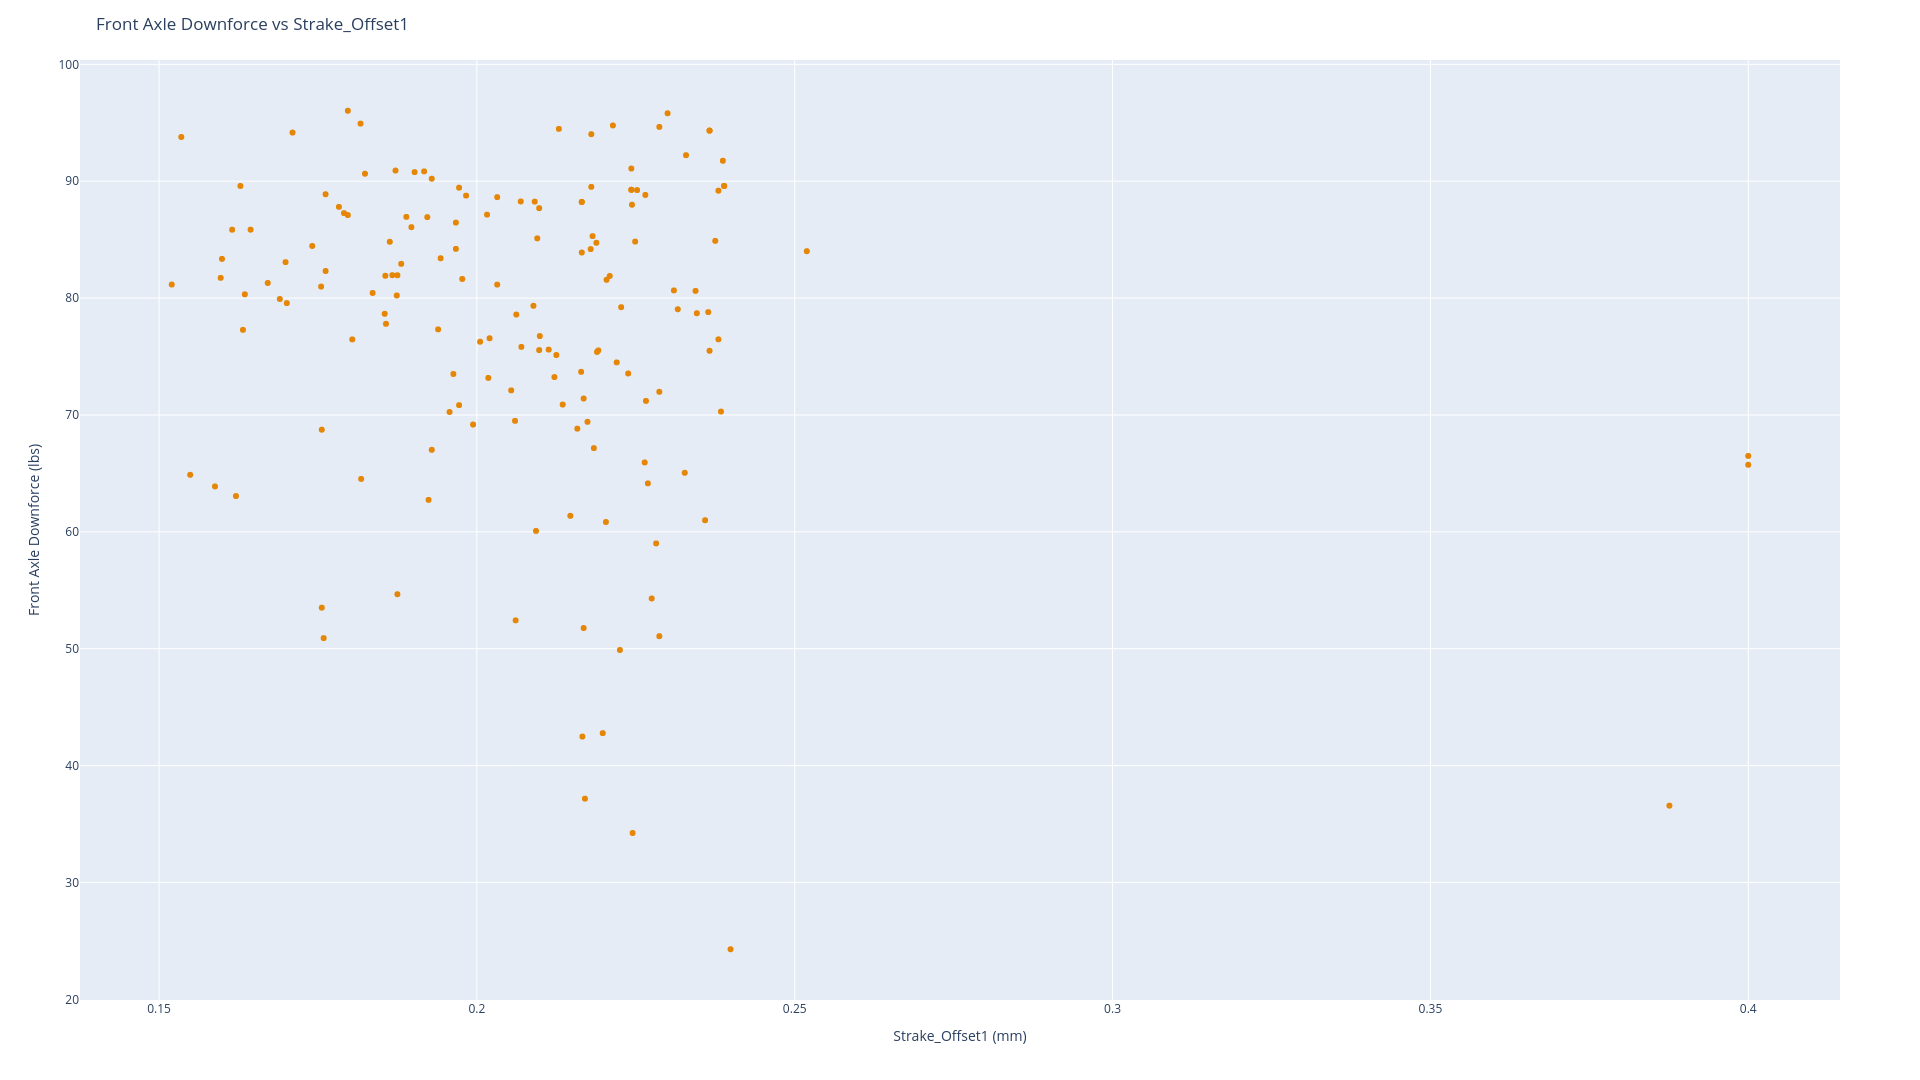 Front Axle Downforce vs Strake_Offset1
100
90
80
70
60
50
40
30
20
Front Axle Downforce (lbs)
0.15 0.2 0.25 0.3 0.35 0.4
Strake_Offset1 (mm)